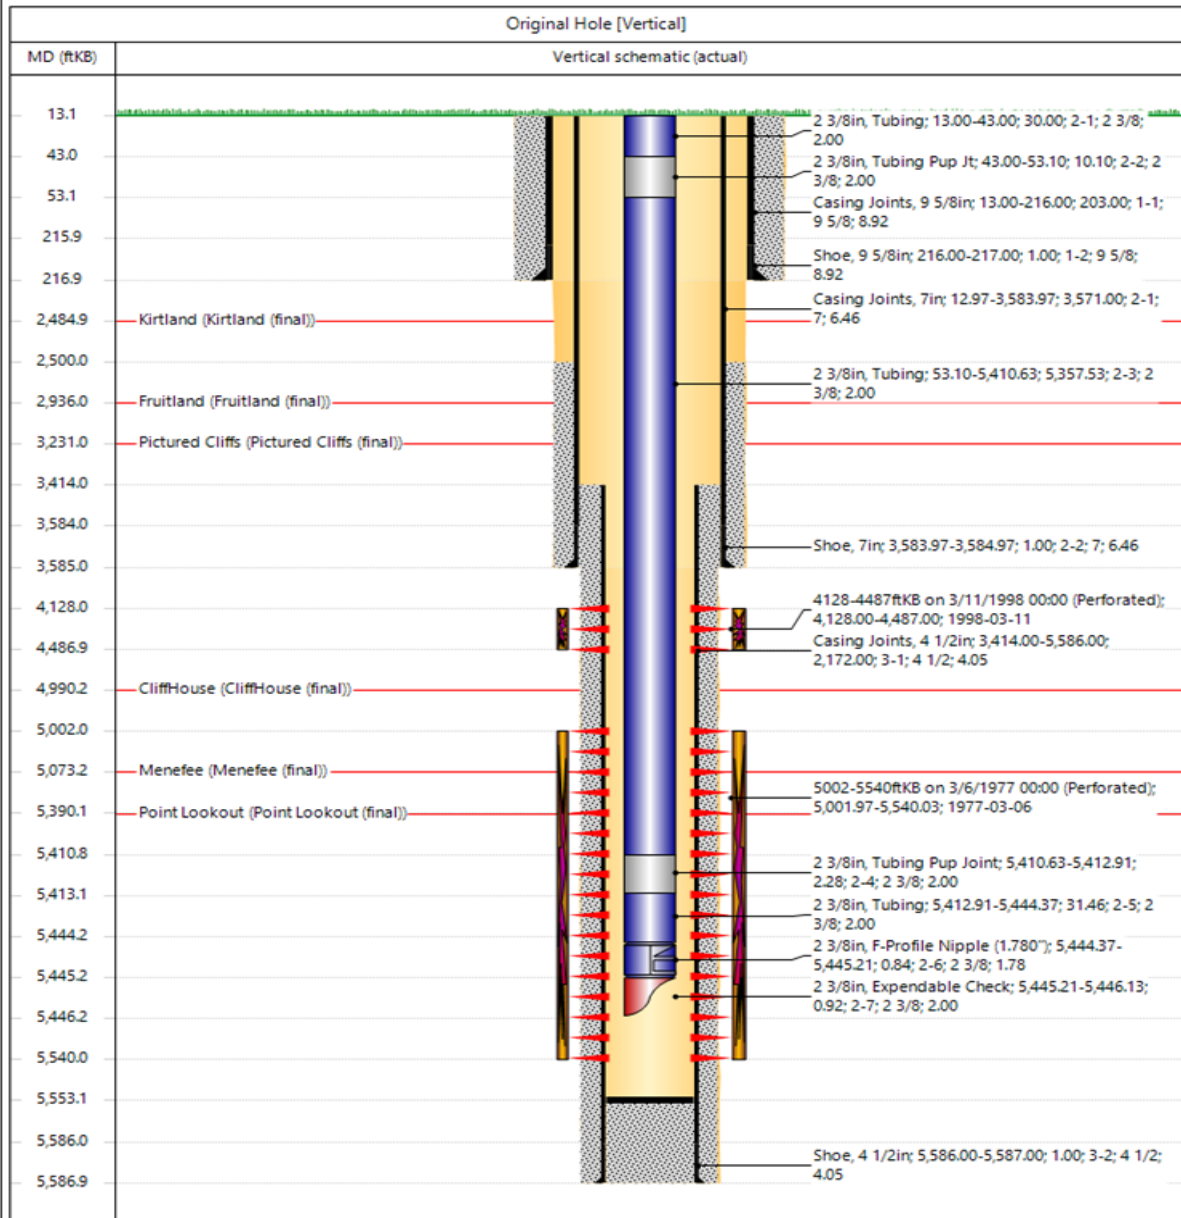 Original Hole [Vertical]
MD (ftKB)
Vertical schematic (actual)
13.1
2 3/8in, Tubing; 13.00-43.00; 30.00; 2-1; 2 3/8;
2.00
43.0
2 3/8in, Tubing Pup Jt; 43.00-53.10; 10.10; 2-2; 2
3/8; 2.00
53.1
Casing Joints, 9 5/8in; 13.00-216.00; 203.00; 1-1;
9 5/8; 8.92
215.9
Shoe, 9 5/8in; 216.00-217.00; 1.00; 1-2; 9 5/8;
8.92
216.9
Casing Joints, 7in; 12.97-3,583.97; 3,571.00; 2-1;
7; 6.46
2,484.9
Kirtland (Kirtland (final))
2,500.0
2 3/8in, Tubing; 53.10-5,410.63; 5,357.53; 2-3; 2
3/8; 2.00
2,936.0
Fruitland (Fruitland (final))
3,231.0
Pictured Cliffs (Pictured Cliffs (final))
3,414.0
3,584.0
Shoe, 7in; 3,583.97-3,584.97; 1.00; 2-2; 7; 6.46
3,585.0
4,128.0
4128-4487ftKB on 3/11/1998 00:00 (Perforated);
4,128.00-4,487.00; 1998-03-11
4,486.9
Casing Joints, 4 1/2in; 3,414.00-5,586.00;
2,172.00; 3-1; 4 1/2; 4.05
4,990.2
CliffHouse (CliffHouse (final))
5,002.0
5,073.2
Menefee (Menefee (final))
5002-5540ftKB on 3/6/1977 00:00 (Perforated);
5,001.97-5,540.03; 1977-03-06
5,390.1
Point Lookout (Point Lookout (final))
5,410.8
2 3/8in, Tubing Pup Joint; 5,410.63-5,412.91;
2.28; 2-4; 2 3/8; 2.00
5,413.1
2 3/8in, Tubing; 5,412.91-5,444.37; 31.46; 2-5; 2
3/8; 2.00
5,444.2
2 3/8in, F-Profile Nipple (1.780"); 5,444.37-
5,445.21; 0.84; 2-6; 2 3/8; 1.78
5,445.2
2 3/8in, Expendable Check; 5,445.21-5,446.13;
0.92; 2-7; 2 3/8; 2.00
5,446.2
5,540.0
5,553.1
5,586.0
Shoe, 4 1/2in; 5,586.00-5,587.00; 1.00; 3-2; 4 1/2;
4.05
5,586.9